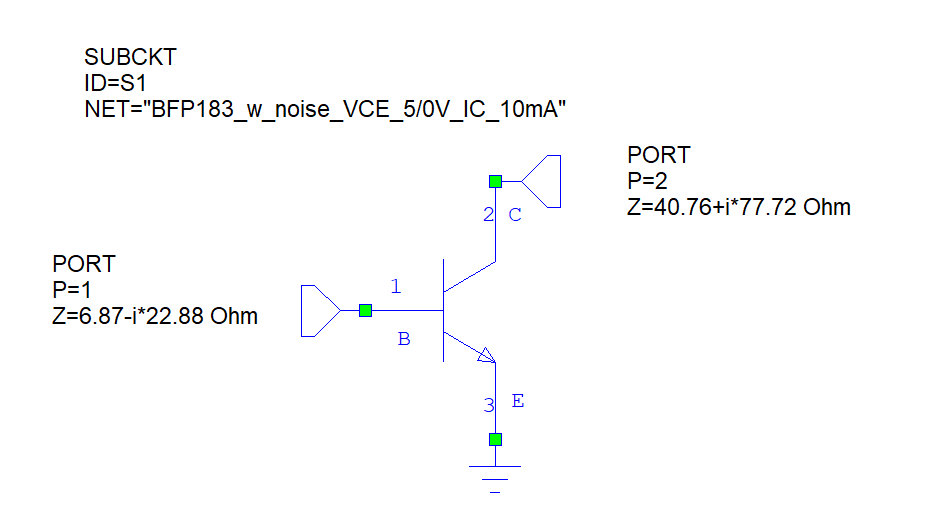 SUBCKT
ID=S1
NET="BFP183_w_noise_VCE_5/0V_IC_10mA"
PORT
P=2
Z=40.76+i*77.72 Ohm
2 C
PORT
P=1
Z=6.87-i*22.88 Ohm
1
B
3 E